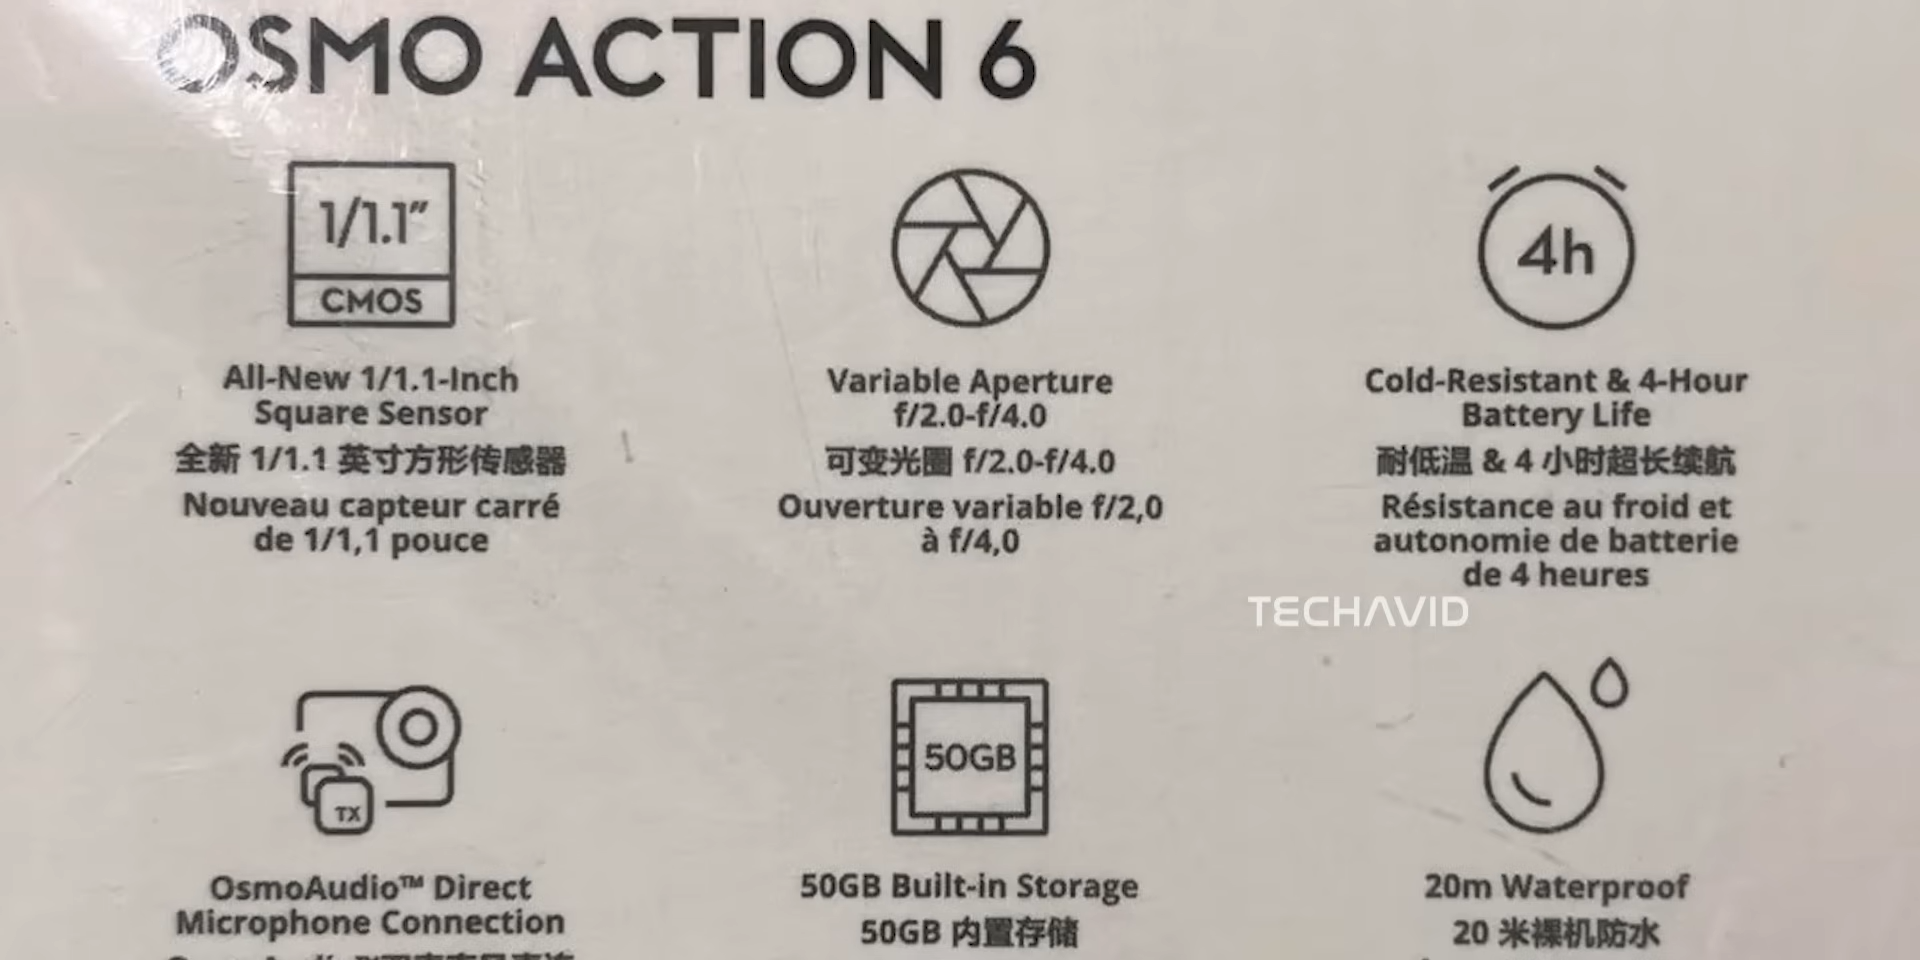 OSMO ACTION 6
1/1.1"
CMOS
All-New 1/1.1-Inch
Square Sensor
全新 1/1.1 英寸方形传感器
Nouveau capteur carré
de 1/1,1 pouce
Variable Aperture
f/2.0-f/4.0
可变光圈 f/2.0-f/4.0
Ouverture variable f/2,0
à f/4,0
4h
Cold-Resistant & 4-Hour
Battery Life
耐低温 & 4 小时超长续航
Résistance au froid et
autonomie de batterie
de 4 heures
TECHAVID
TX
OsmoAudio™ Direct
Microphone Connection
50GB
50GB Built-in Storage
50GB 内置存储
20m Waterproof
20 米裸机防水